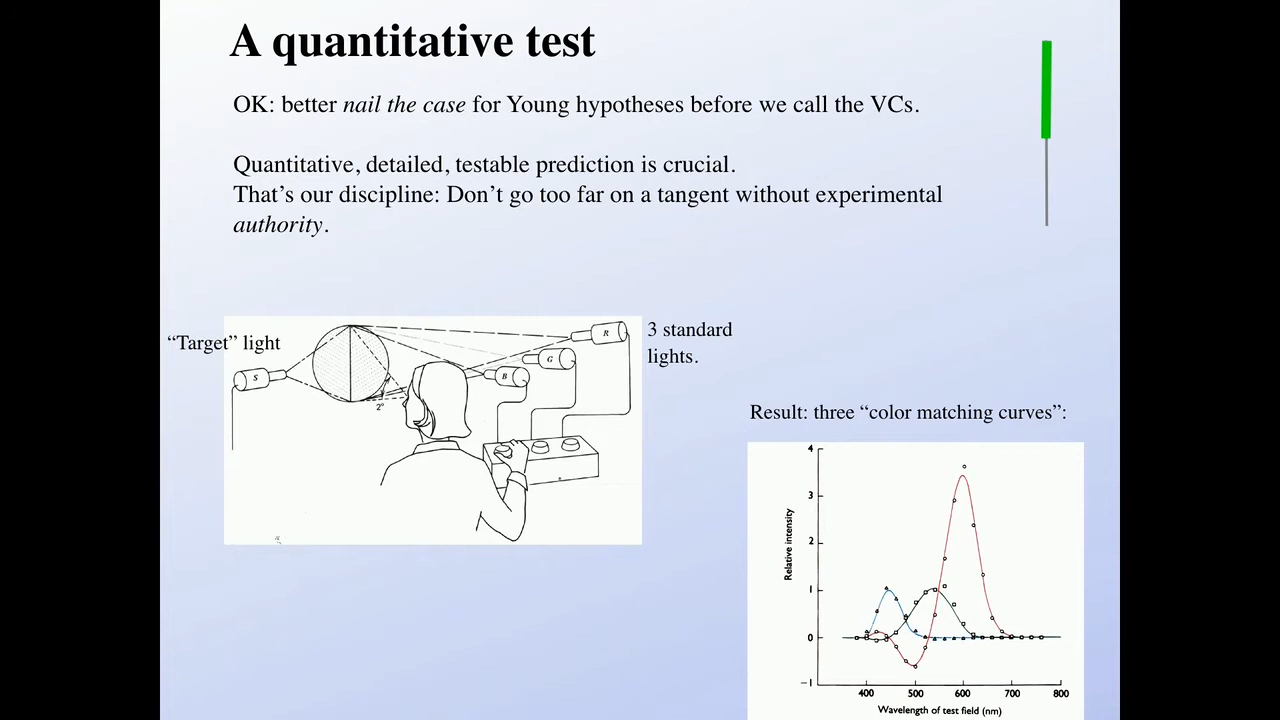 A quantitative test
OK: better nail the case for Young hypotheses before we call the VCs.
Quantitative, detailed, testable prediction is crucial.
That’s our discipline: Don’t go too far on a tangent without experimental
authority.
“Target” light
S
2°
B
G
R
3 standard
lights.
Result: three “color matching curves”:
4
3
2
1
0
−1
Relative intensity
400 500 600 700 800
Wavelength of test field (nm)